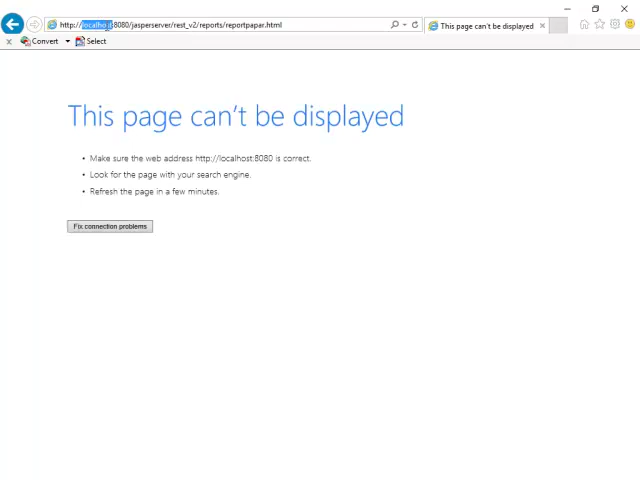 http://localhost:8080/jasperserver/rest_v2/reports/reportpapar.html
This page can't be displayed
Convert
Select
This page can't be displayed
• Make sure the web address http://localhost:8080 is correct.
• Look for the page with your search engine.
• Refresh the page in a few minutes.
Fix connection problems